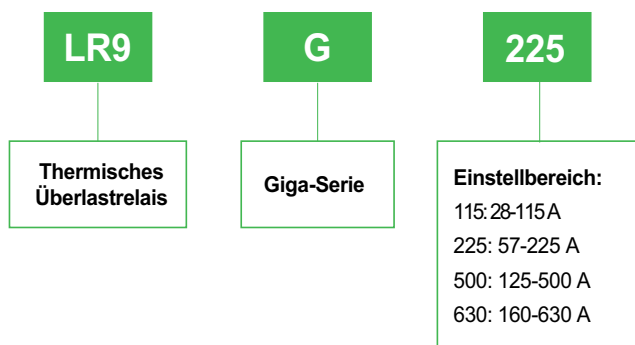 LR9
G
225
Thermisches
Überlastrelais
Giga-Serie
Einstellbereich:
115: 28-115 A
225: 57-225 A
500: 125-500 A
630: 160-630 A